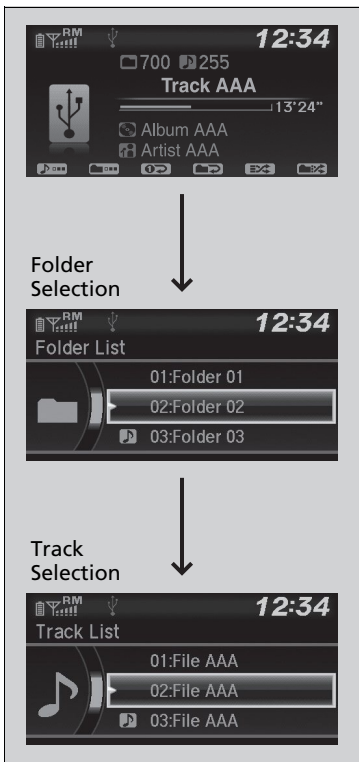 RM
12:34
700 255
Track AAA
13'24"
Album AAA
Artist AAA
Folder
Selection
RM
12:34
Folder List
01:Folder 01
02:Folder 02
03:Folder 03
Track
Selection
RM
12:34
Track List
01:File AAA
02:File AAA
03:File AAA